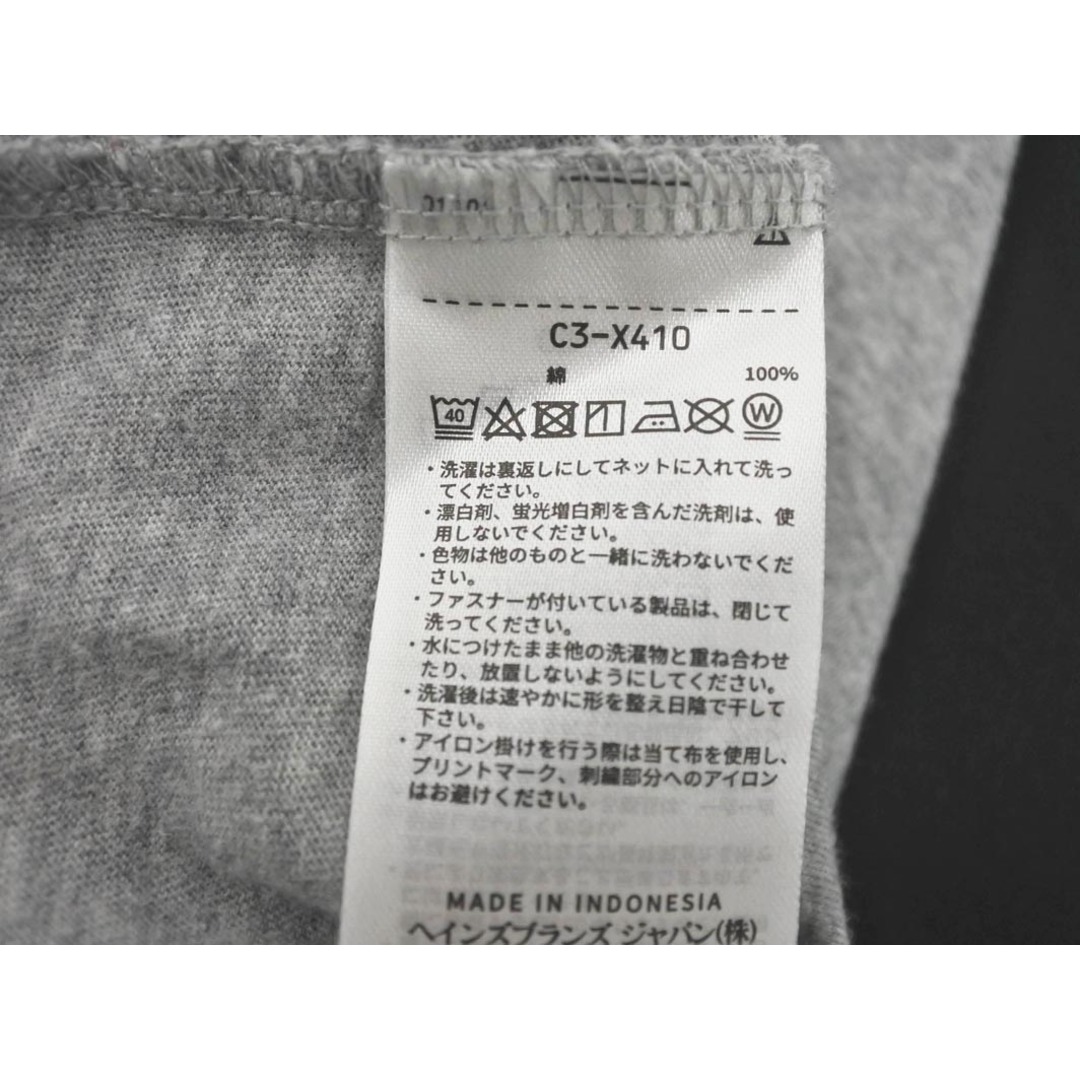 C3-X410
綿 100%
40
W
・洗濯は裏返しにしてネットに入れて洗っ
てください。
・漂白剤、蛍光増白剤を含んだ洗剤は、使
用しないでください。
・色物は他のものと一緒に洗わないでくだ
さい。
・ファスナーが付いている製品は、閉じて
洗ってください。
・水につけたまま他の洗濯物と重ね合わせ
たり、放置しないようにしてください。
・洗濯後は速やかに形を整え日陰で干して
下さい。
・アイロン掛けを行う際は当て布を使用し、
プリントマーク、刺繍部分へのアイロン
はお避けください。
MADE IN INDONESIA
ヘインズブランズ ジャパン(株)